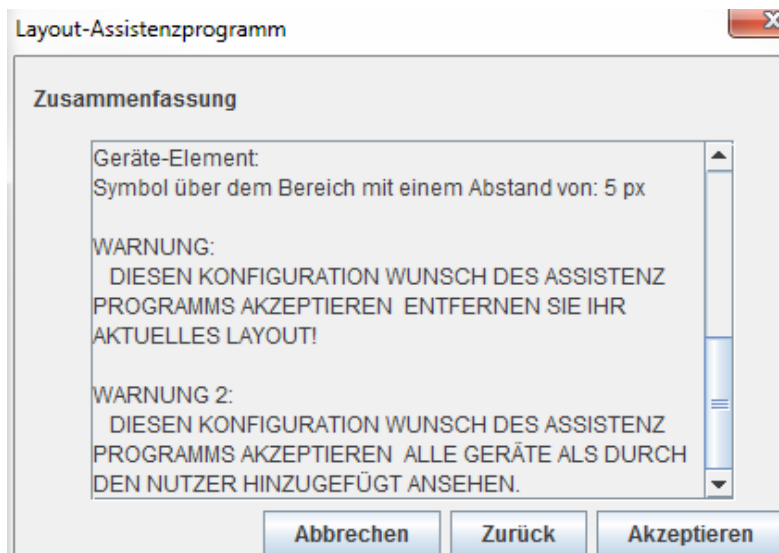 Layout-Assistenzprogramm
Zusammenfassung
Geräte-Element:
Symbol über dem Bereich mit einem Abstand von: 5 px
WARNUNG:
DIESEN KONFIGURATION WUNSCH DES ASSISTENZ
PROGRAMMS AKZEPTIEREN  ENTFERNEN SIE IHR
AKTUELLES LAYOUT!
WARNUNG 2:
DIESEN KONFIGURATION WUNSCH DES ASSISTENZ
PROGRAMMS AKZEPTIEREN  ALLE GERÄTE ALS DURCH
DEN NUTZER HINZUGEFÜGT ANSEHEN.
Abbrechen Zurück Akzeptieren